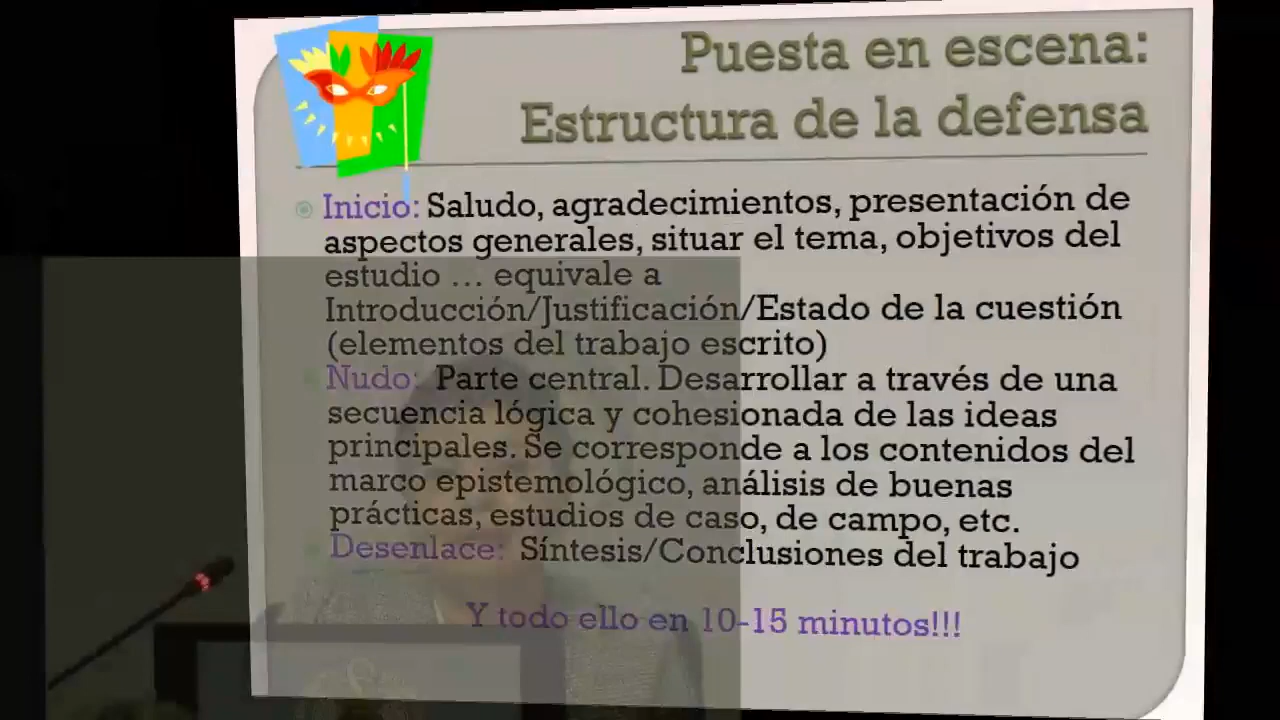 Puesta en escena:
Estructura de la defensa
Inicio: Saludo, agradecimientos, presentación de
aspectos generales, situar el tema, objetivos del
estudio ... equivale a
Introducción/Justificación/Estado de la cuestión
(elementos del trabajo escrito)
Nudo: Parte central. Desarrollar a través de una
secuencia lógica y cohesionada de las ideas
principales. Se corresponde a los contenidos del
marco epistemológico, análisis de buenas
prácticas, estudios de caso, de campo, etc.
Desenlace: Síntesis/Conclusiones del trabajo
Y todo ello en 10-15 minutos!!!